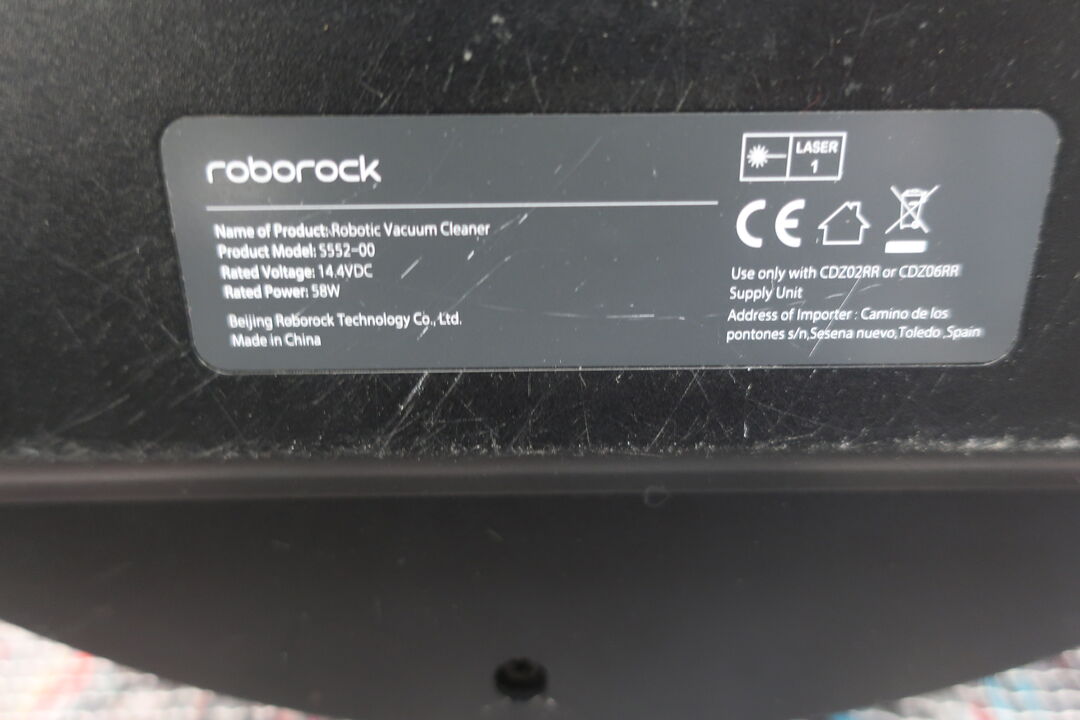 roborock
Name of Product: Robotic Vacuum Cleaner
Product Model: S552-00
Rated Voltage: 14.4VDC
Rated Power: 58W
Beijing Roborock Technology Co., Ltd.
Made in China
LASER
1
CE
Use only with CDZ02RR or CDZ06RR
Supply Unit
Address of Importer : Camino de los
pontones s/n,Sesena nuevo,Toledo ,Spain